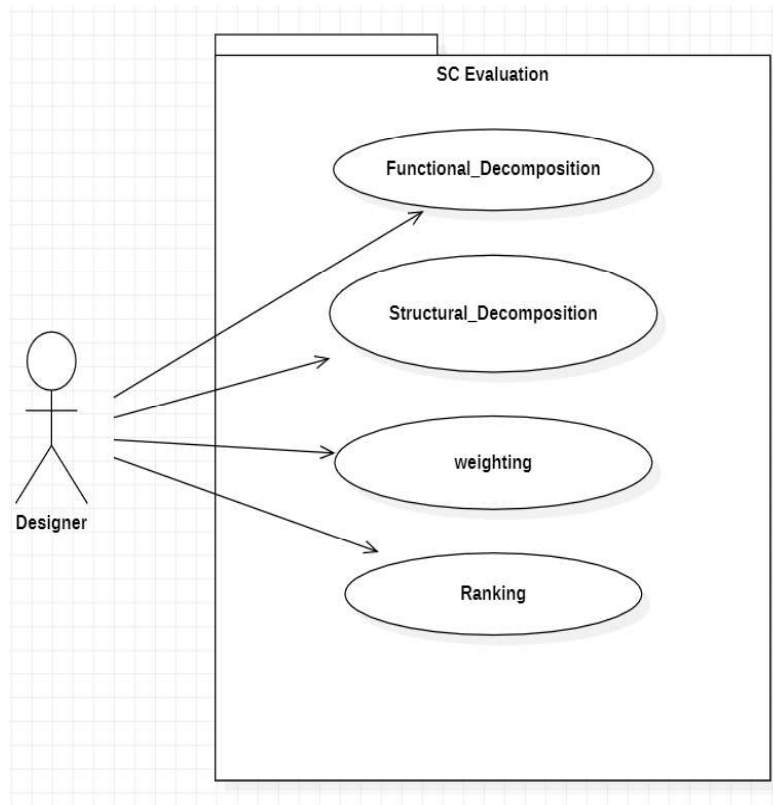 SC Evaluation
Functional_Decomposition
Structural_Decomposition
weighting
Designer
Ranking